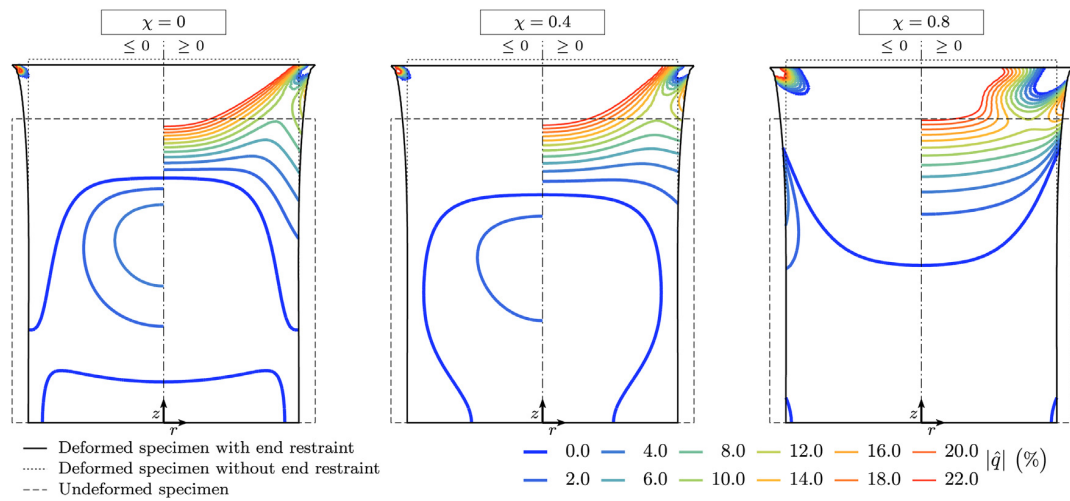 χ = 0
≤ 0 ≥ 0
χ = 0.4
≤ 0 ≥ 0
χ = 0.8
≤ 0 ≥ 0
z
r
z
r
z
r
Deformed specimen with end restraint
Deformed specimen without end restraint
Undeformed specimen
0.0 4.0 8.0 12.0 16.0 20.0 |q̂| (%)
2.0 6.0 10.0 14.0 18.0 22.0